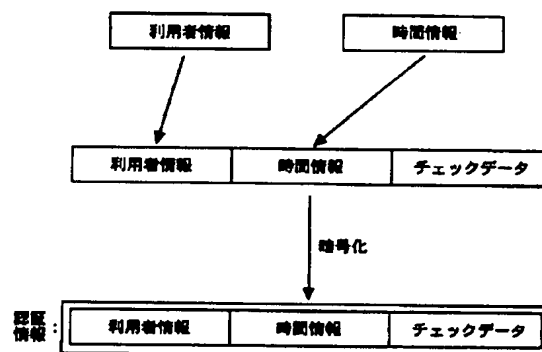 利用者情報 時間情報
利用者情報 時間情報 チェックデータ
暗号化
認証
情報:
利用者情報 時間情報 チェックデータ